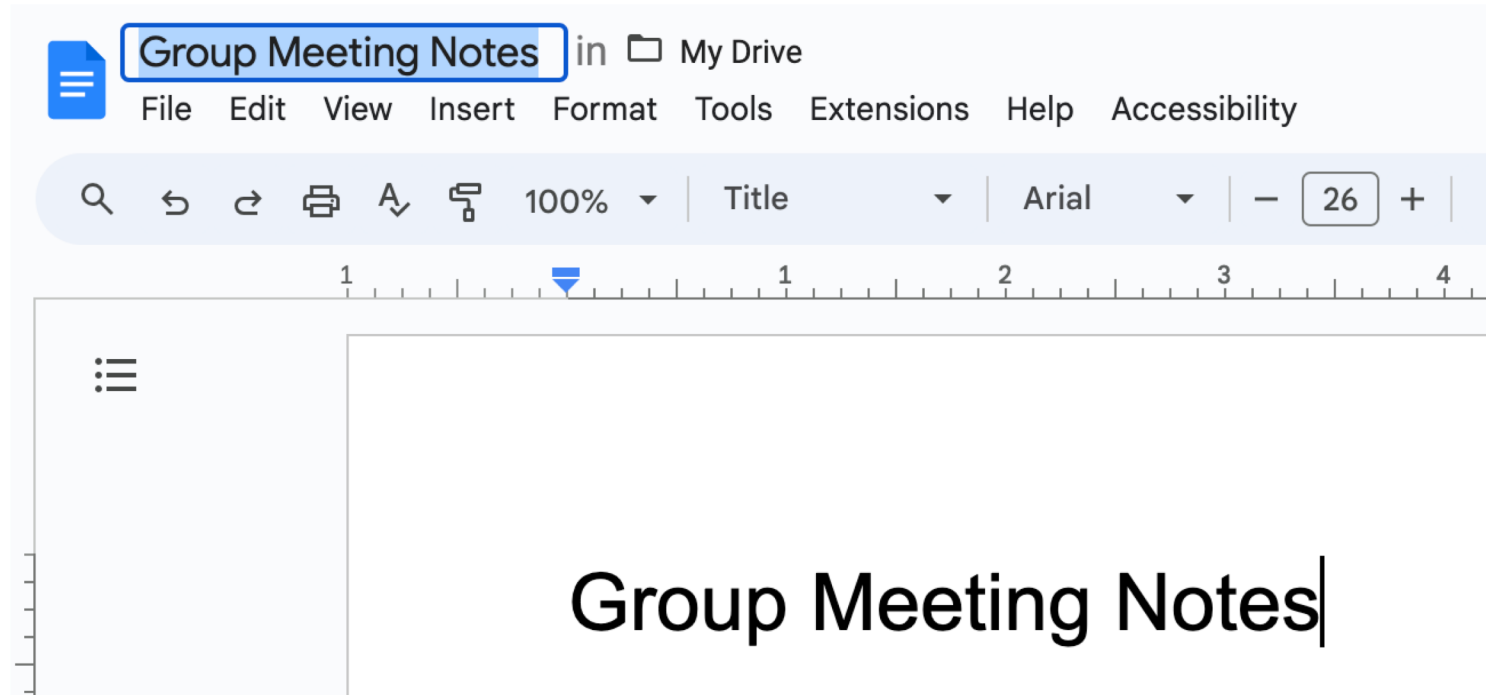 Group Meeting Notes in My Drive
File Edit View Insert Format Tools Extensions Help Accessibility
100% Title Arial 26
1 1 2 3 4
Group Meeting Notes